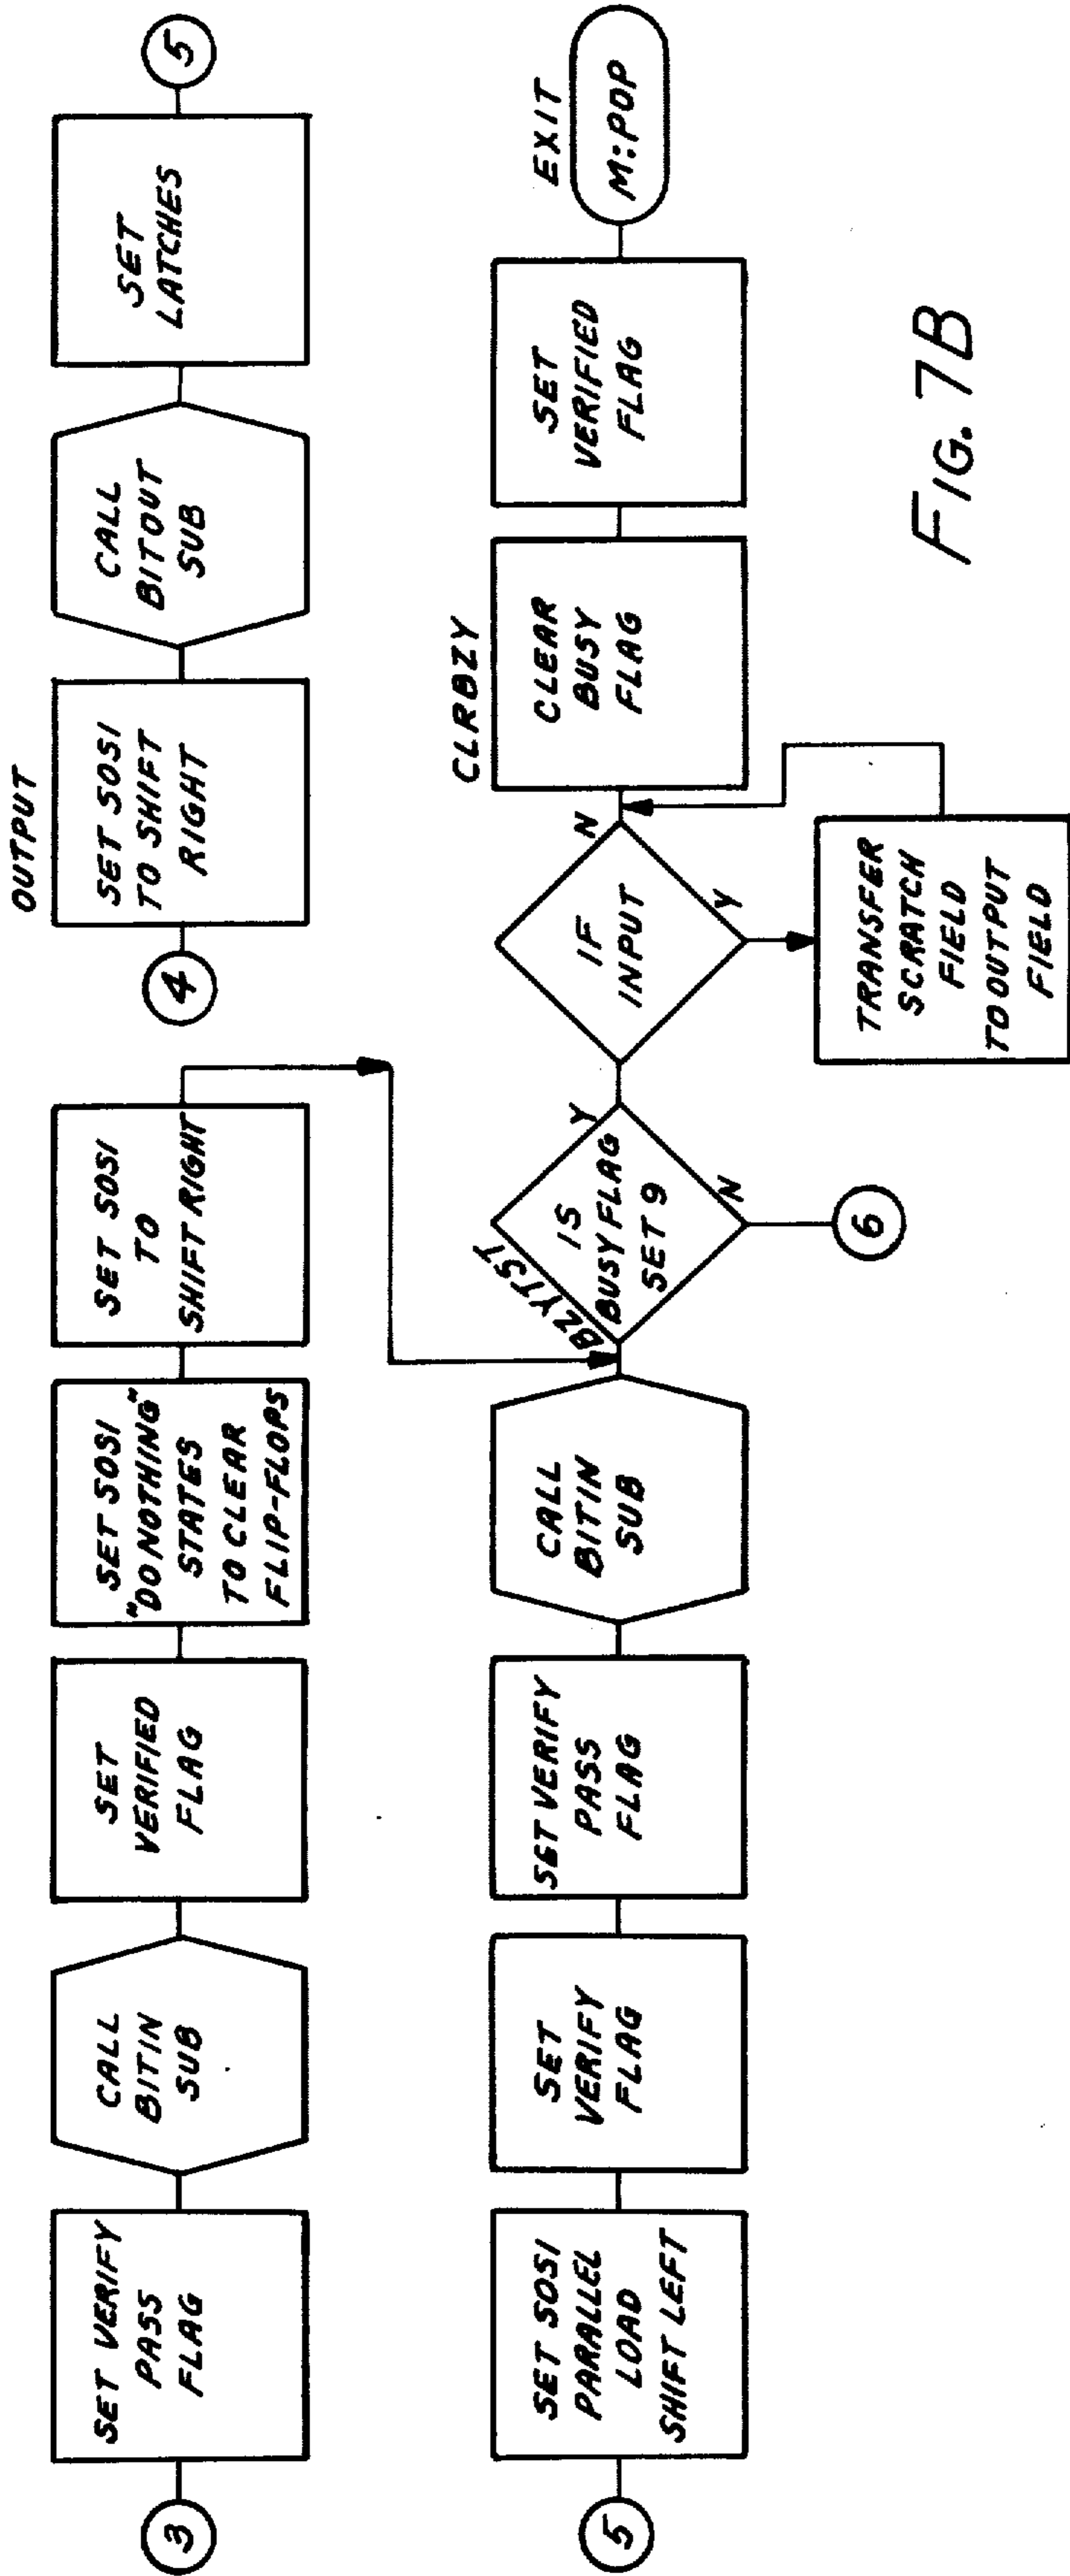 3
SET VERIFY
PASS
FLAG
CALL
BITIN
SUB
SET
VERIFIED
FLAG
SET SOSI
"DO NOTHING"
STATES
TO CLEAR
FLIP-FLOPS
SET SOSI
TO
SHIFT RIGHT
OUTPUT
4
SET SOSI
TO SHIFT
RIGHT
CALL
BITOUT
SUB
SET
LATCHES
5
5
SET SOSI
PARALLEL
LOAD
SHIFT LEFT
SET
VERIFY
FLAG
SET VERIFY
PASS
FLAG
CALL
BITIN
SUB
BZYTSY
IS
BUSY FLAG
SET 9
Y
N
6
IF
INPUT
N
Y
TRANSFER
SCRATCH
FIELD
TO OUTPUT
FIELD
CLRBZY
CLEAR
BUSY
FLAG
SET
VERIFIED
FLAG
EXIT
M:POP
FIG. 7B